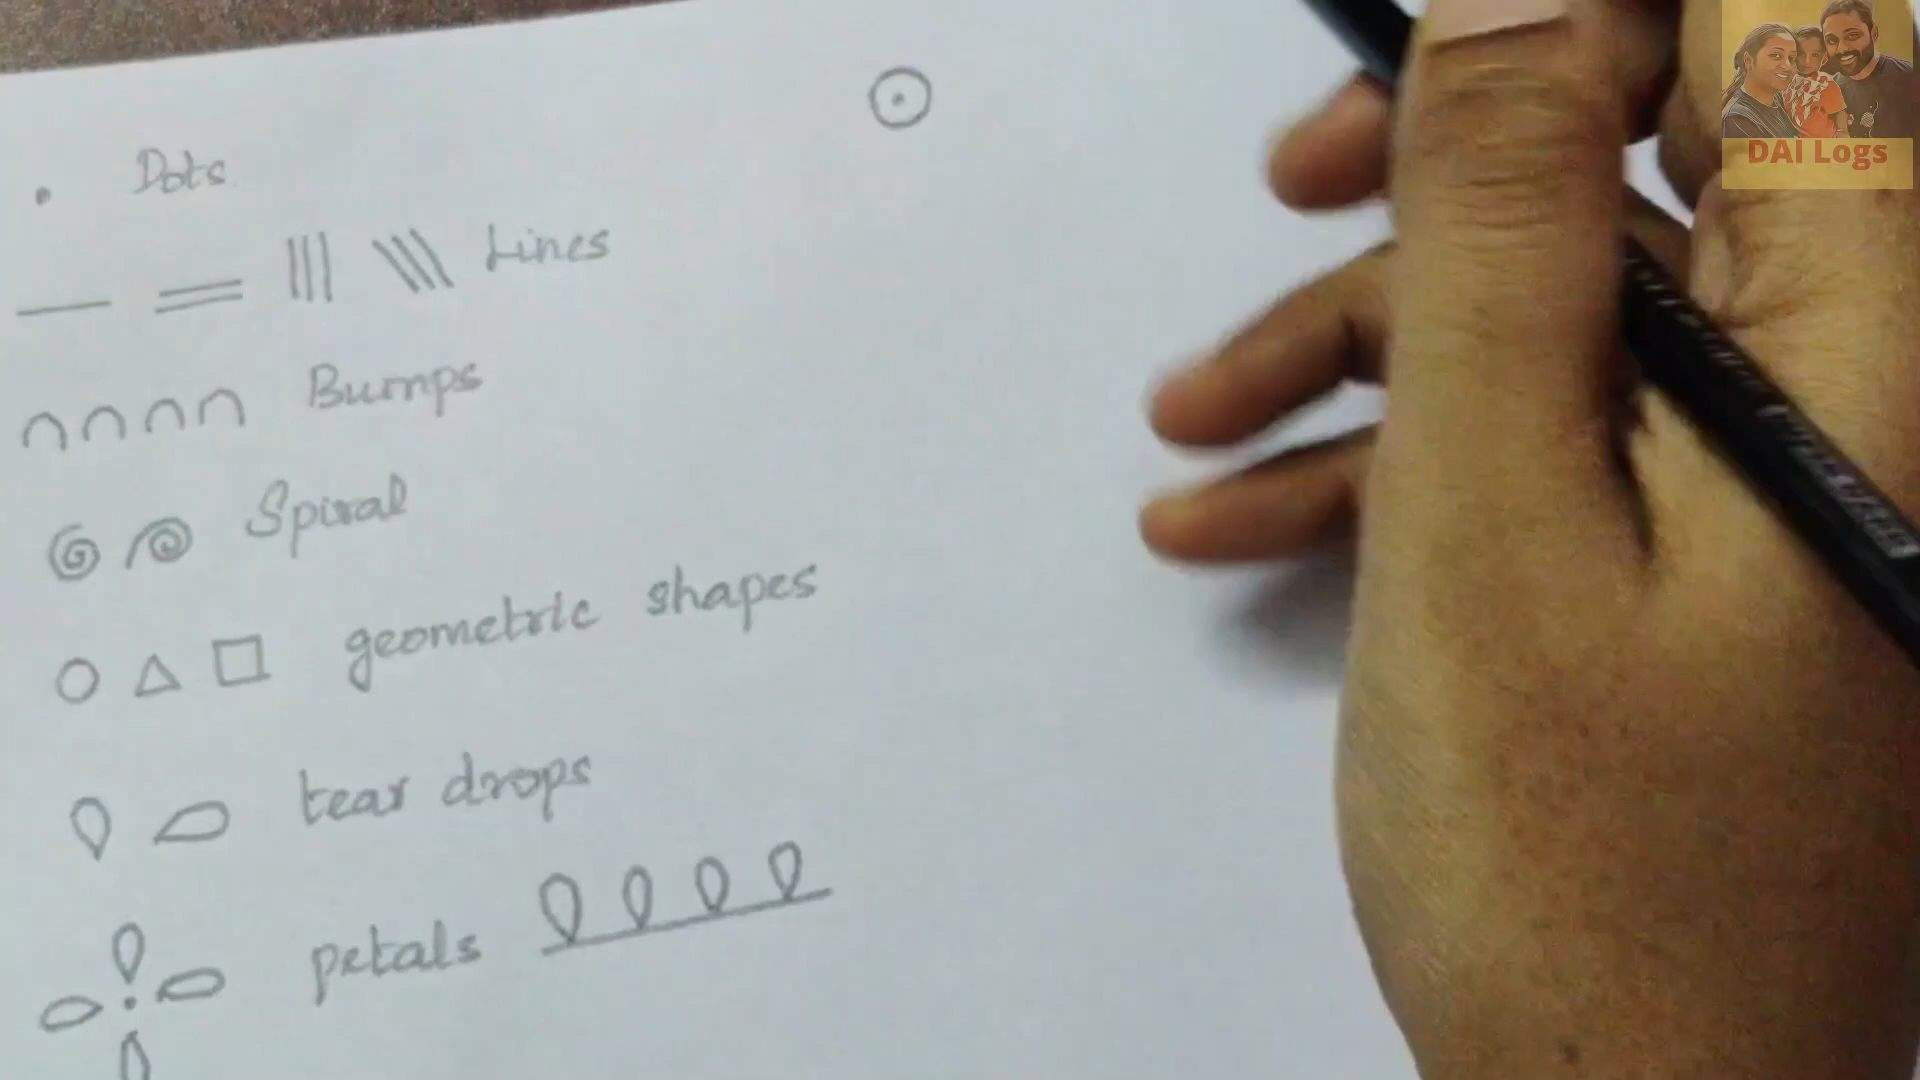 Dots
Lines
Bumps
Spiral
geometric shapes
tear drops
petals
DAI Logs